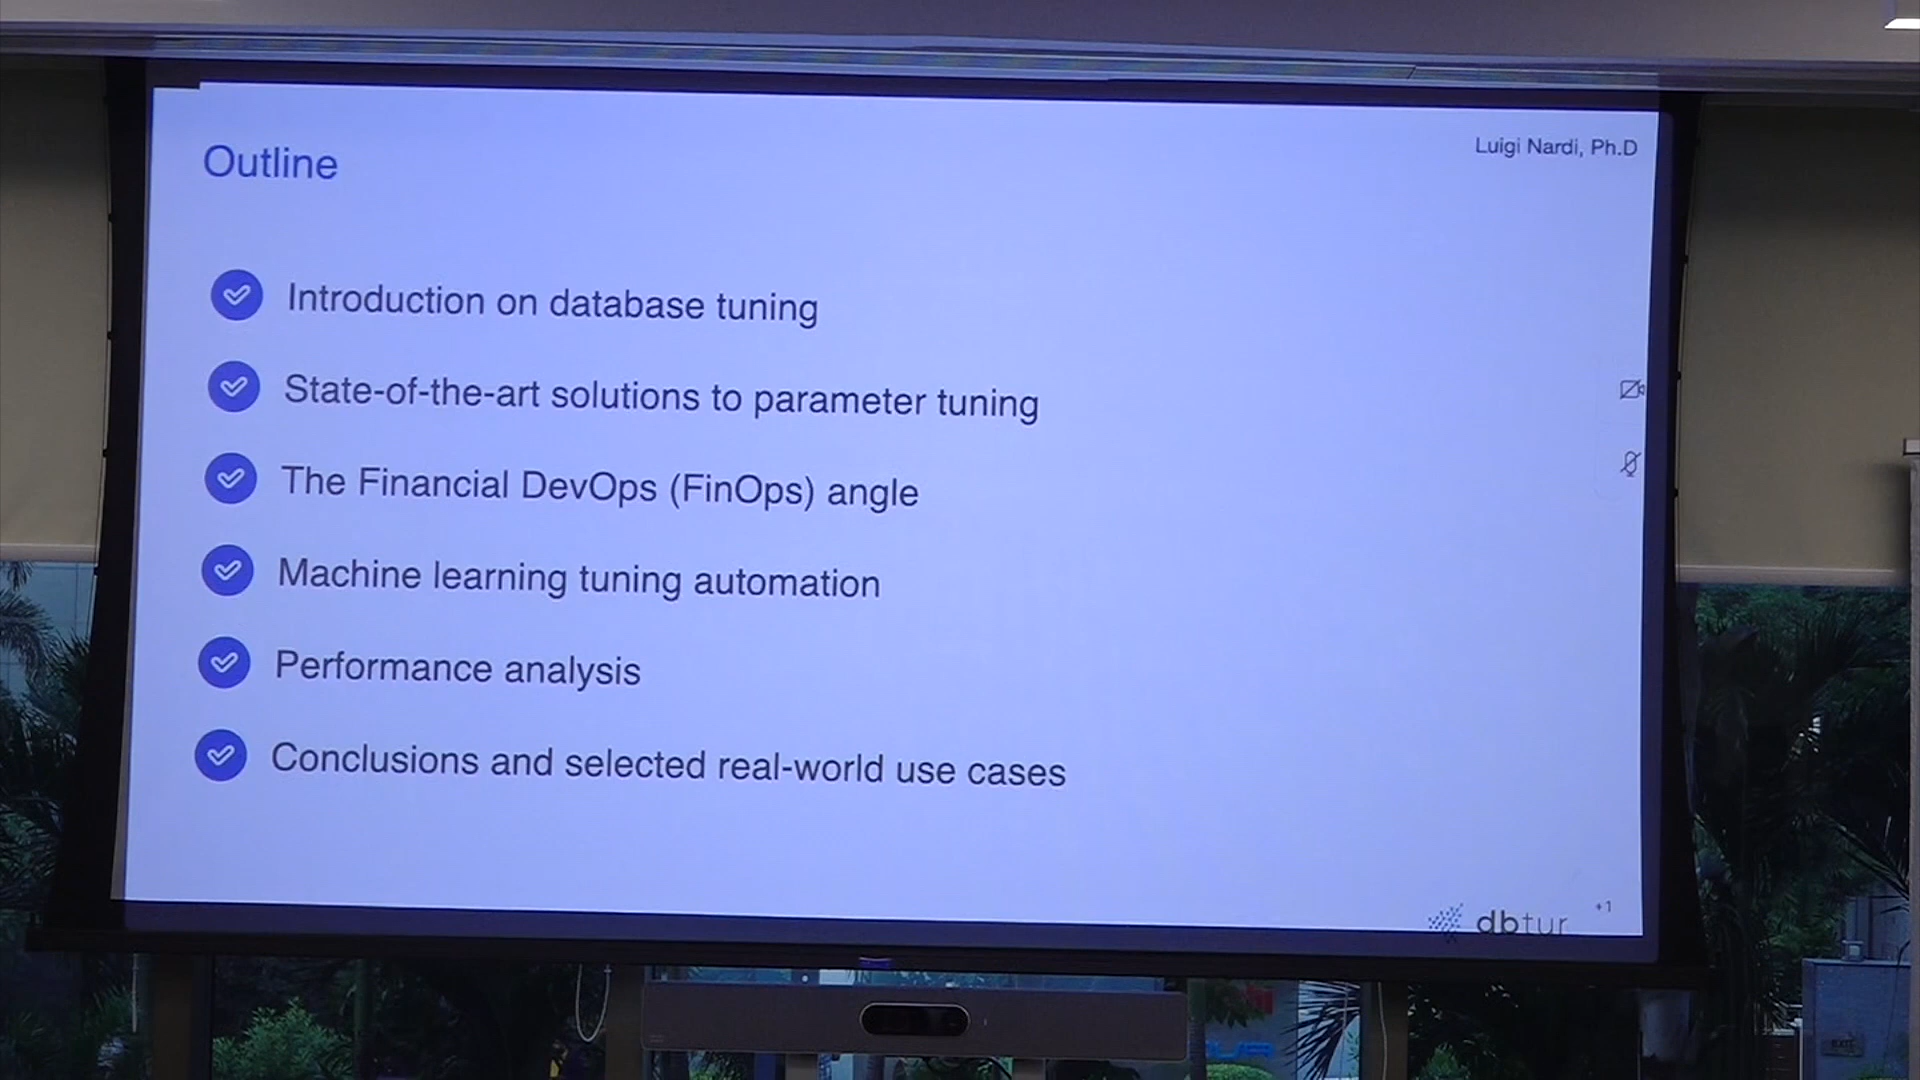 Luigi Nardi, Ph.D
Outline
Introduction on database tuning
State-of-the-art solutions to parameter tuning
The Financial DevOps (FinOps) angle
Machine learning tuning automation
Performance analysis
Conclusions and selected real-world use cases
dbtur
+1